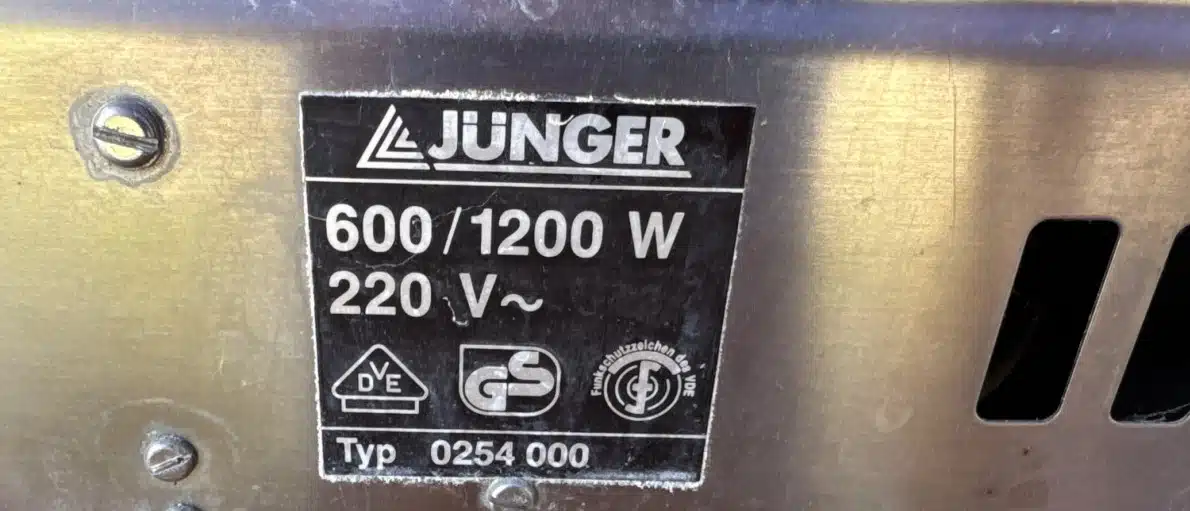 JÜNGER
600/1200 W
220 V~
DVE GS Funkschutzzeichen des VDE
Typ 0254 000